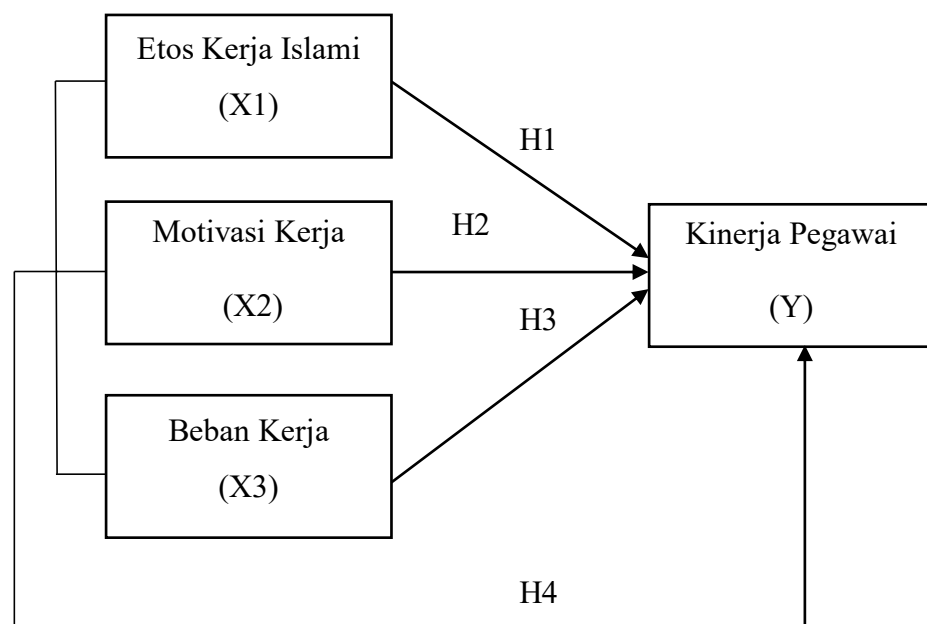 Etos Kerja Islami
(X1)
H1
Motivasi Kerja
(X2)
H2
Kinerja Pegawai
(Y)
H3
Beban Kerja
(X3)
H4